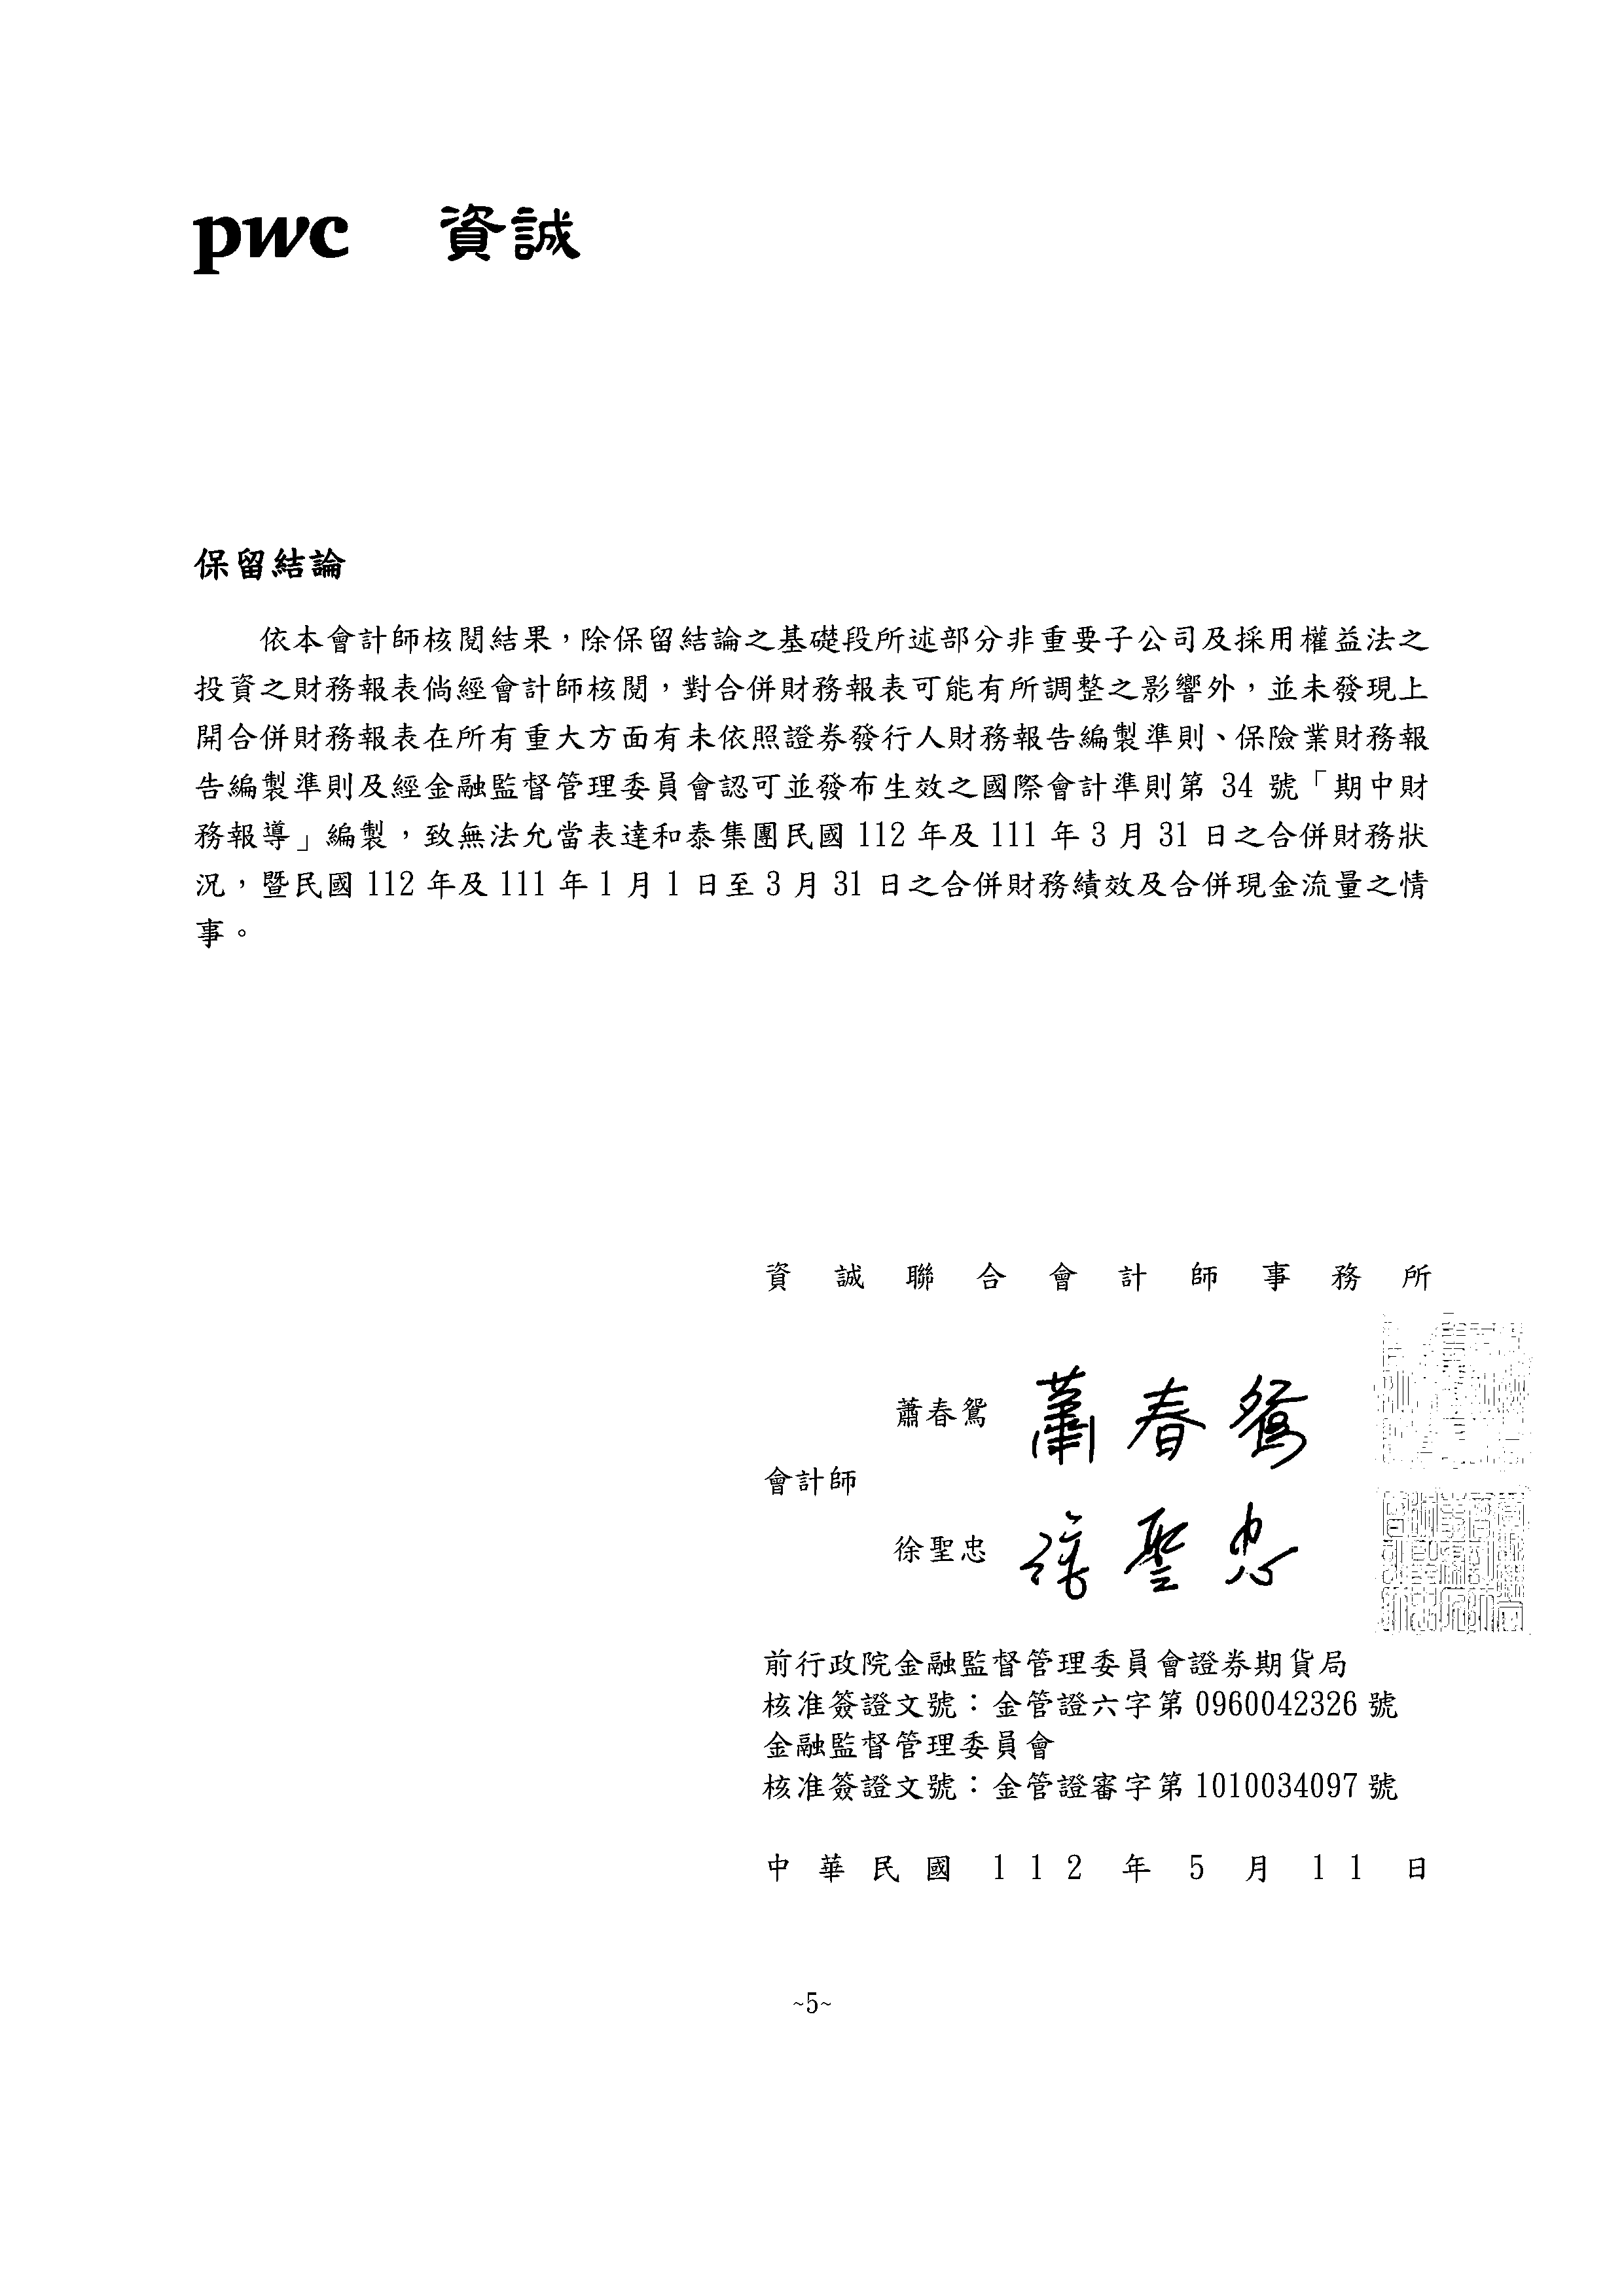 pwc 資誠
保留結論
依本會計師核閱結果，除保留結論之基礎段所述部分非重要子公司及採用權益法之
投資之財務報表倘經會計師核閱，對合併財務報表可能有所調整之影響外，並未發現上
開合併財務報表在所有重大方面有未依照證券發行人財務報告編製準則、保險業財務報
告編製準則及經金融監督管理委員會認可並發布生效之國際會計準則第 34 號「期中財
務報導」編製，致無法允當表達和泰集團民國 112 年及 111 年 3 月 31 日之合併財務狀
況，暨民國 112 年及 111 年 1 月 1 日至 3 月 31 日之合併財務績效及合併現金流量之情
事。
資誠聯合會計師事務所
蕭春鴛 蕭春鴛
會計師
徐聖忠 徐聖忠
前行政院金融監督管理委員會證券期貨局
核准簽證文號：金管證六字第 0960042326 號
金融監督管理委員會
核准簽證文號：金管證審字第 1010034097 號
中華民國 112 年 5 月 11 日
~5~